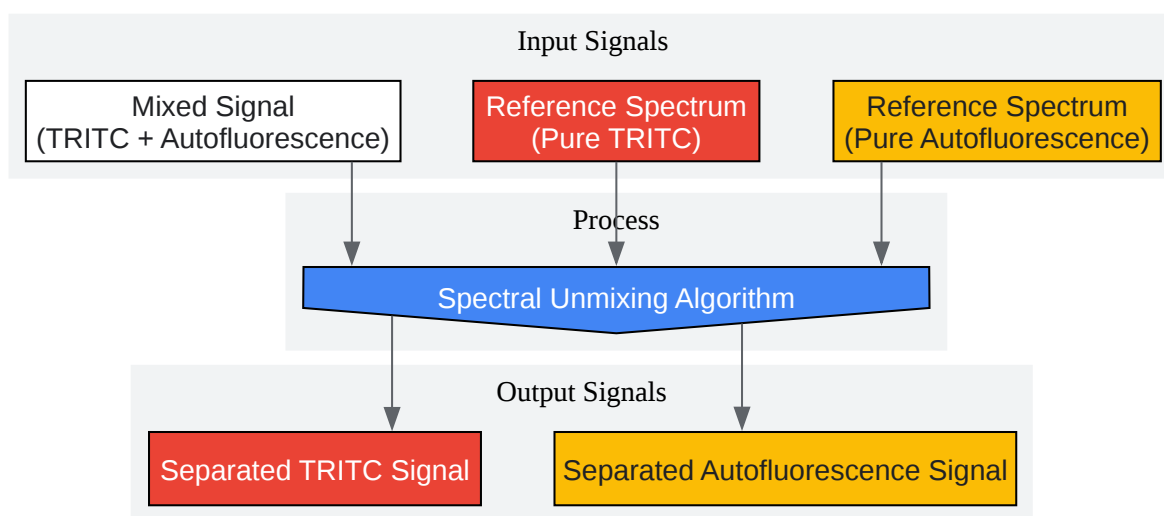 Input Signals
Mixed Signal
(TRITC + Autofluorescence)
Reference Spectrum
(Pure TRITC)
Reference Spectrum
(Pure Autofluorescence)
Process
Spectral Unmixing Algorithm
Output Signals
Separated TRITC Signal
Separated Autofluorescence Signal